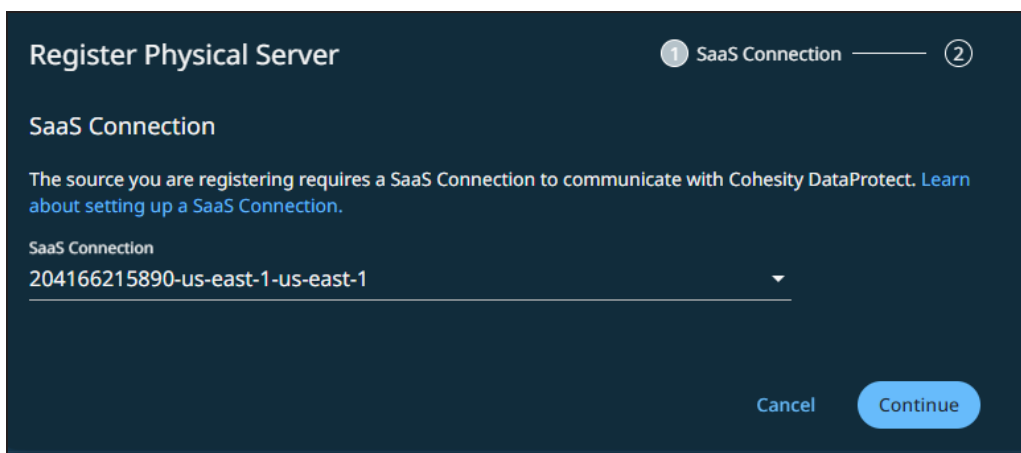 Register Physical Server
1 SaaS Connection 2
SaaS Connection
The source you are registering requires a SaaS Connection to communicate with Cohesity DataProtect. Learn
about setting up a SaaS Connection.
SaaS Connection
204166215890-us-east-1-us-east-1
Cancel Continue